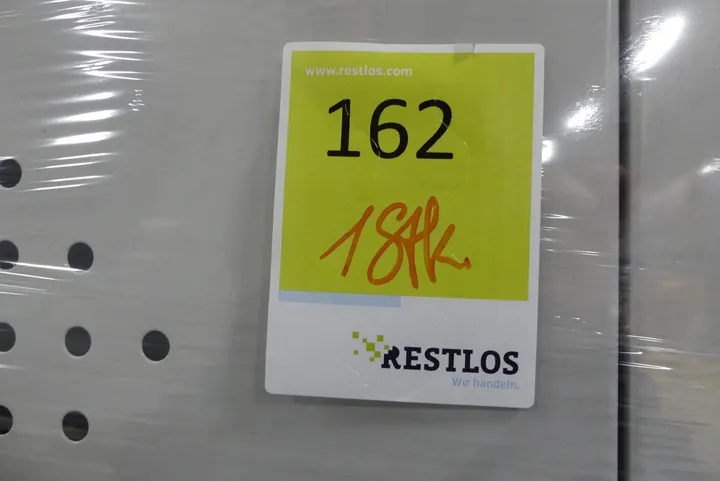 www.restlos.com
162
1 Stk.
RESTLOS
Wir handeln.